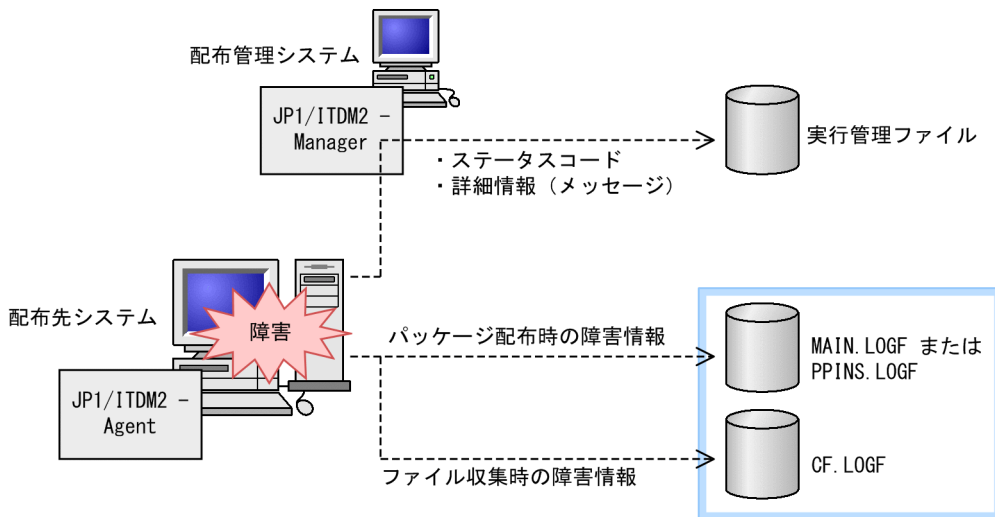 配布管理システム
JP1/ITDM2 −
Manager
実行管理ファイル
・ステータスコード
・詳細情報（メッセージ）
配布先システム
障害
パッケージ配布時の障害情報
MAIN.LOGF または
PPINS.LOGF
JP1/ITDM2 −
Agent
ファイル収集時の障害情報
CF.LOGF